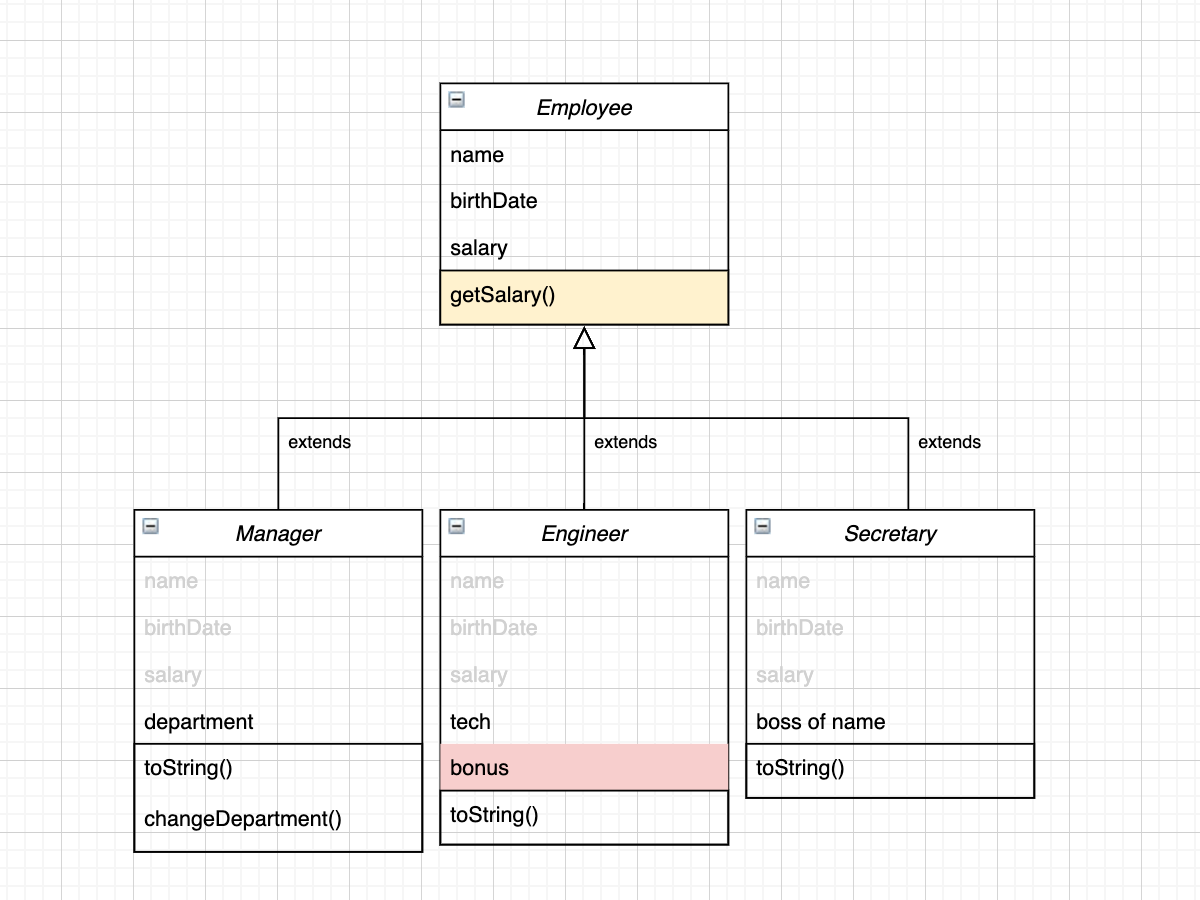 Employee
name
birthDate
salary
getSalary()
extends
extends
extends
Manager
name
birthDate
salary
department
toString()
changeDepartment()
Engineer
name
birthDate
salary
tech
bonus
toString()
Secretary
name
birthDate
salary
boss of name
toString()